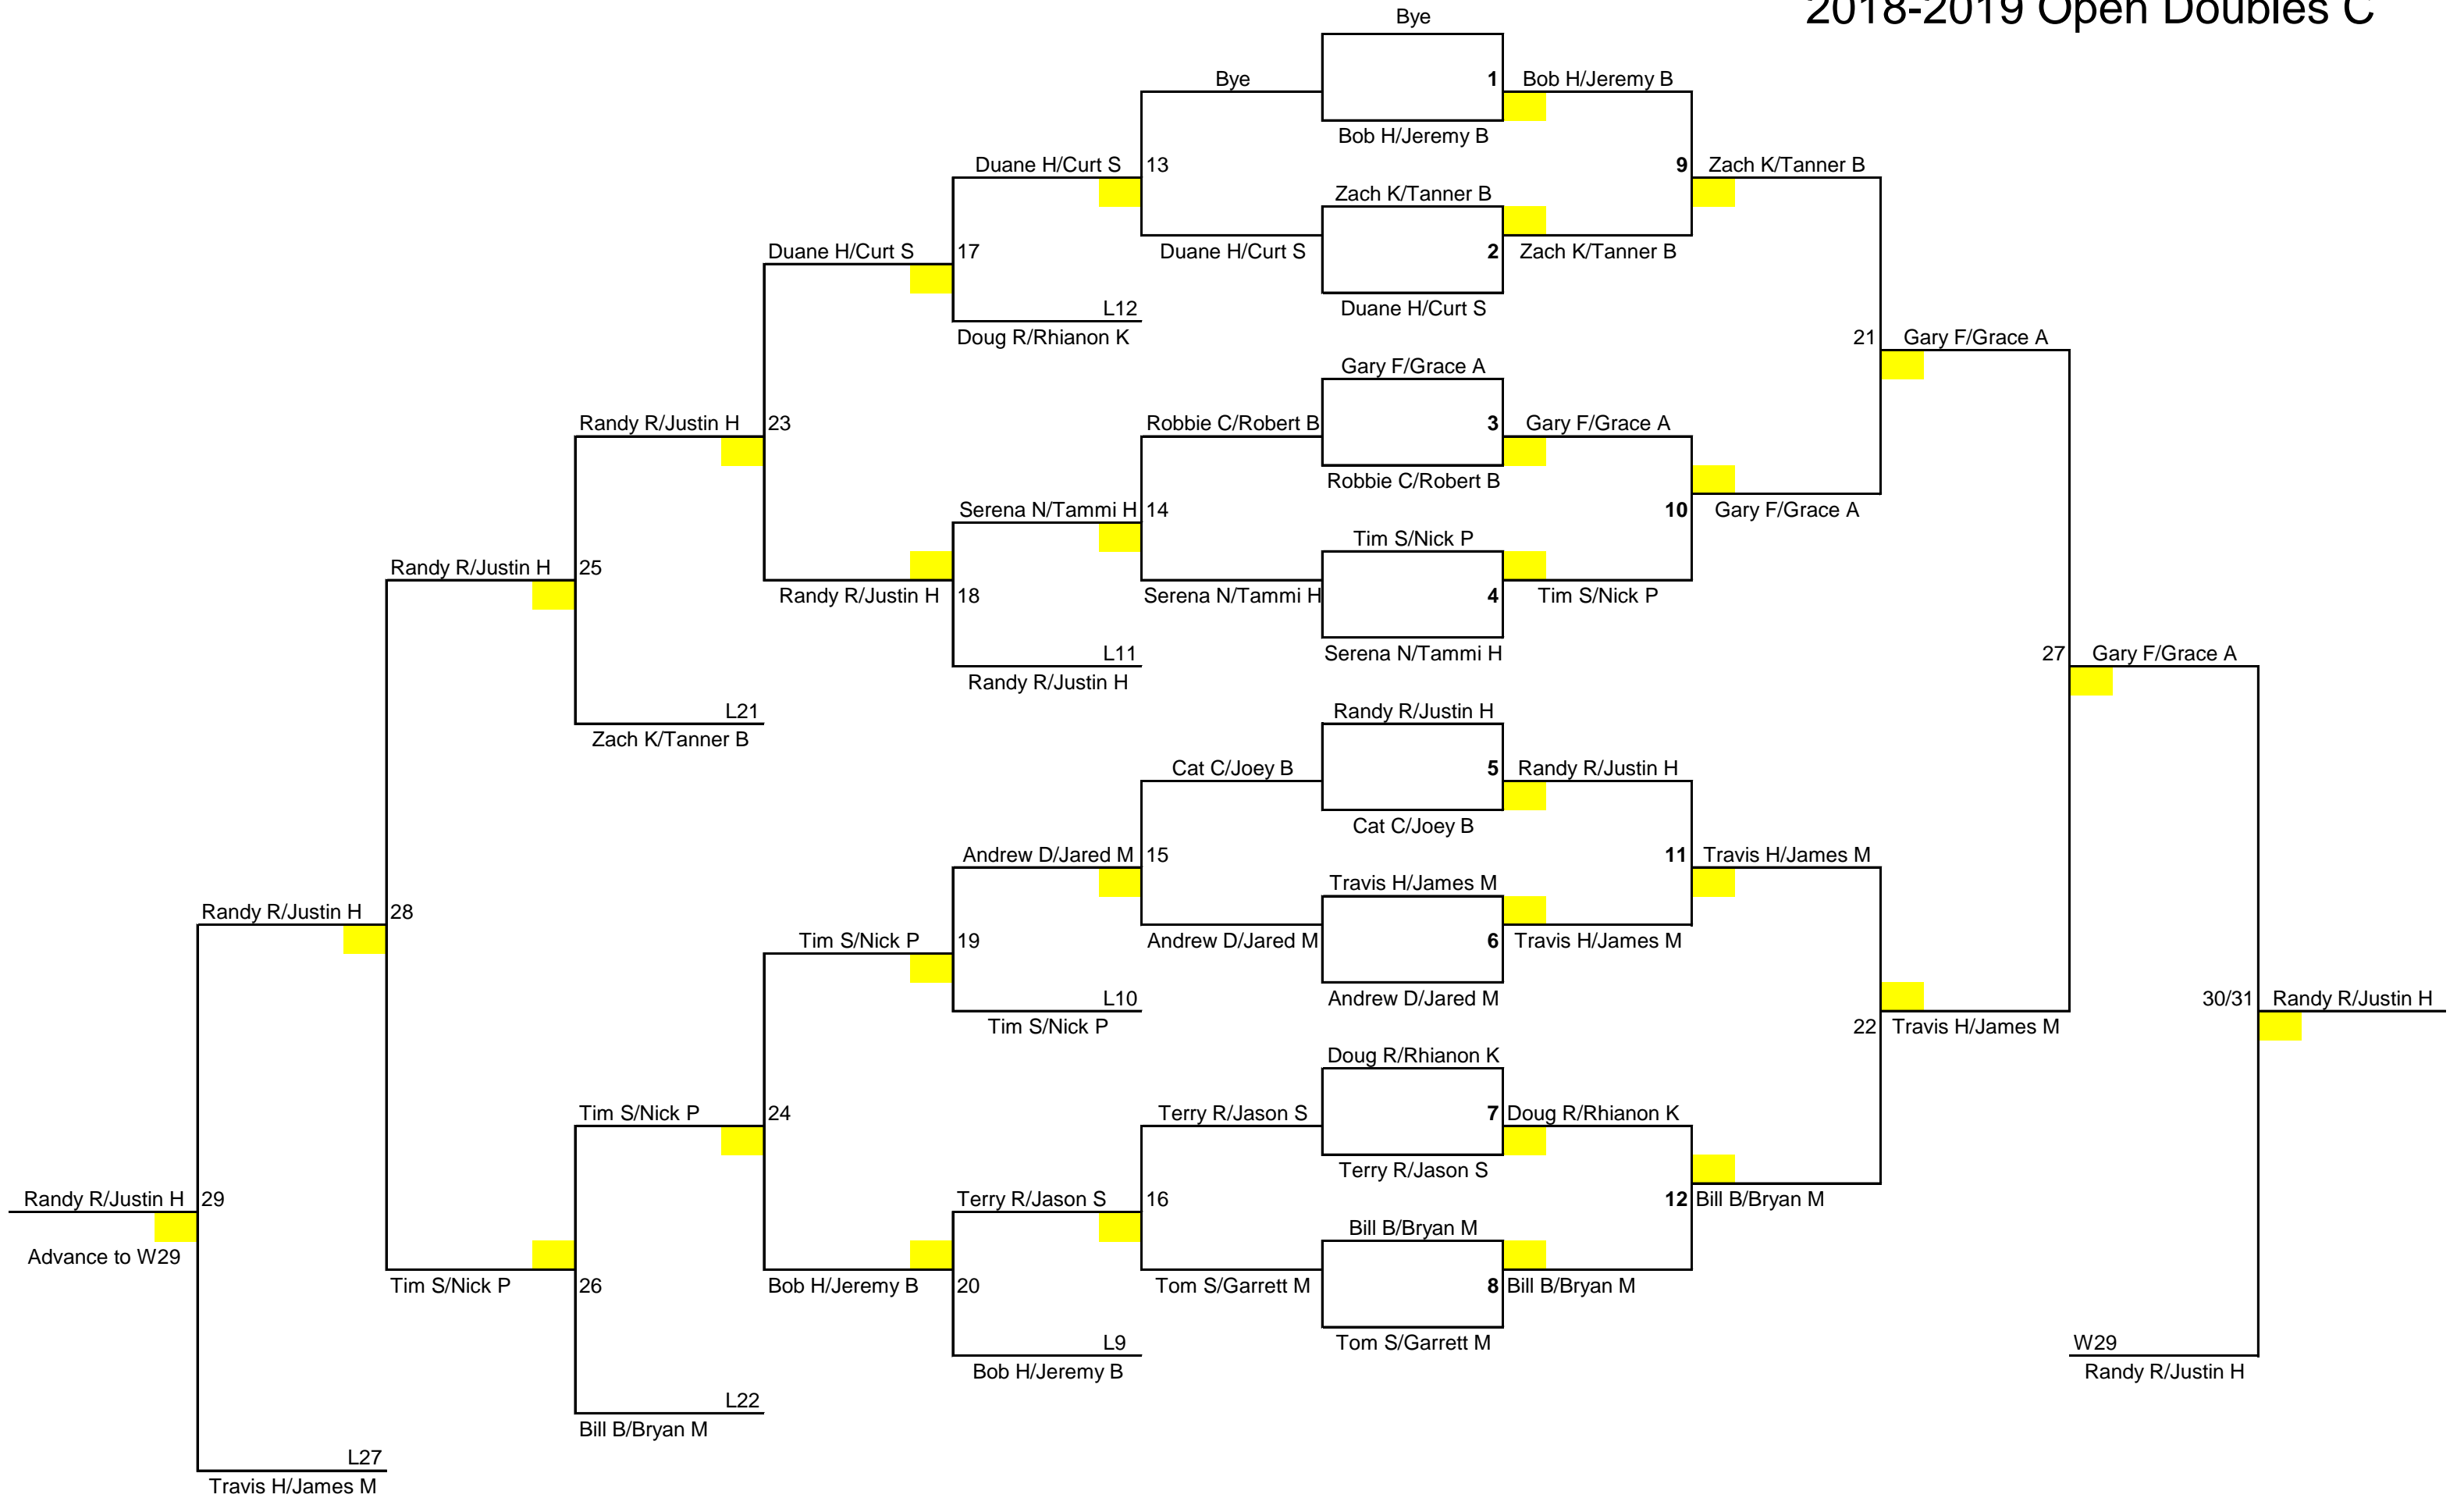 2018-2019 Open Doubles C
Bye
Bye
1
Bob H/Jeremy B
Bob H/Jeremy B
Duane H/Curt S
13
9
Zach K/Tanner B
Zach K/Tanner B
Duane H/Curt S
17
Duane H/Curt S
2
Zach K/Tanner B
L12
Duane H/Curt S
Doug R/Rhianon K
21
Gary F/Grace A
Gary F/Grace A
Randy R/Justin H
23
Robbie C/Robert B
3
Gary F/Grace A
Robbie C/Robert B
Serena N/Tammi H
14
10
Gary F/Grace A
Tim S/Nick P
Randy R/Justin H
25
Randy R/Justin H
18
Serena N/Tammi H
4
Tim S/Nick P
L11
Serena N/Tammi H
27
Gary F/Grace A
Randy R/Justin H
L21
Randy R/Justin H
Zach K/Tanner B
Cat C/Joey B
5
Randy R/Justin H
Cat C/Joey B
Andrew D/Jared M
15
11
Travis H/James M
Travis H/James M
Randy R/Justin H
28
Tim S/Nick P
19
Andrew D/Jared M
6
Travis H/James M
L10
Andrew D/Jared M
30/31
Randy R/Justin H
Tim S/Nick P
22
Travis H/James M
Doug R/Rhianon K
Tim S/Nick P
24
Terry R/Jason S
7
Doug R/Rhianon K
Terry R/Jason S
Randy R/Justin H
29
Terry R/Jason S
16
12
Bill B/Bryan M
Bill B/Bryan M
Advance to W29
Tim S/Nick P
26
Bob H/Jeremy B
20
Tom S/Garrett M
8
Bill B/Bryan M
L9
Tom S/Garrett M
W29
Bob H/Jeremy B
Randy R/Justin H
L22
Bill B/Bryan M
L27
Travis H/James M